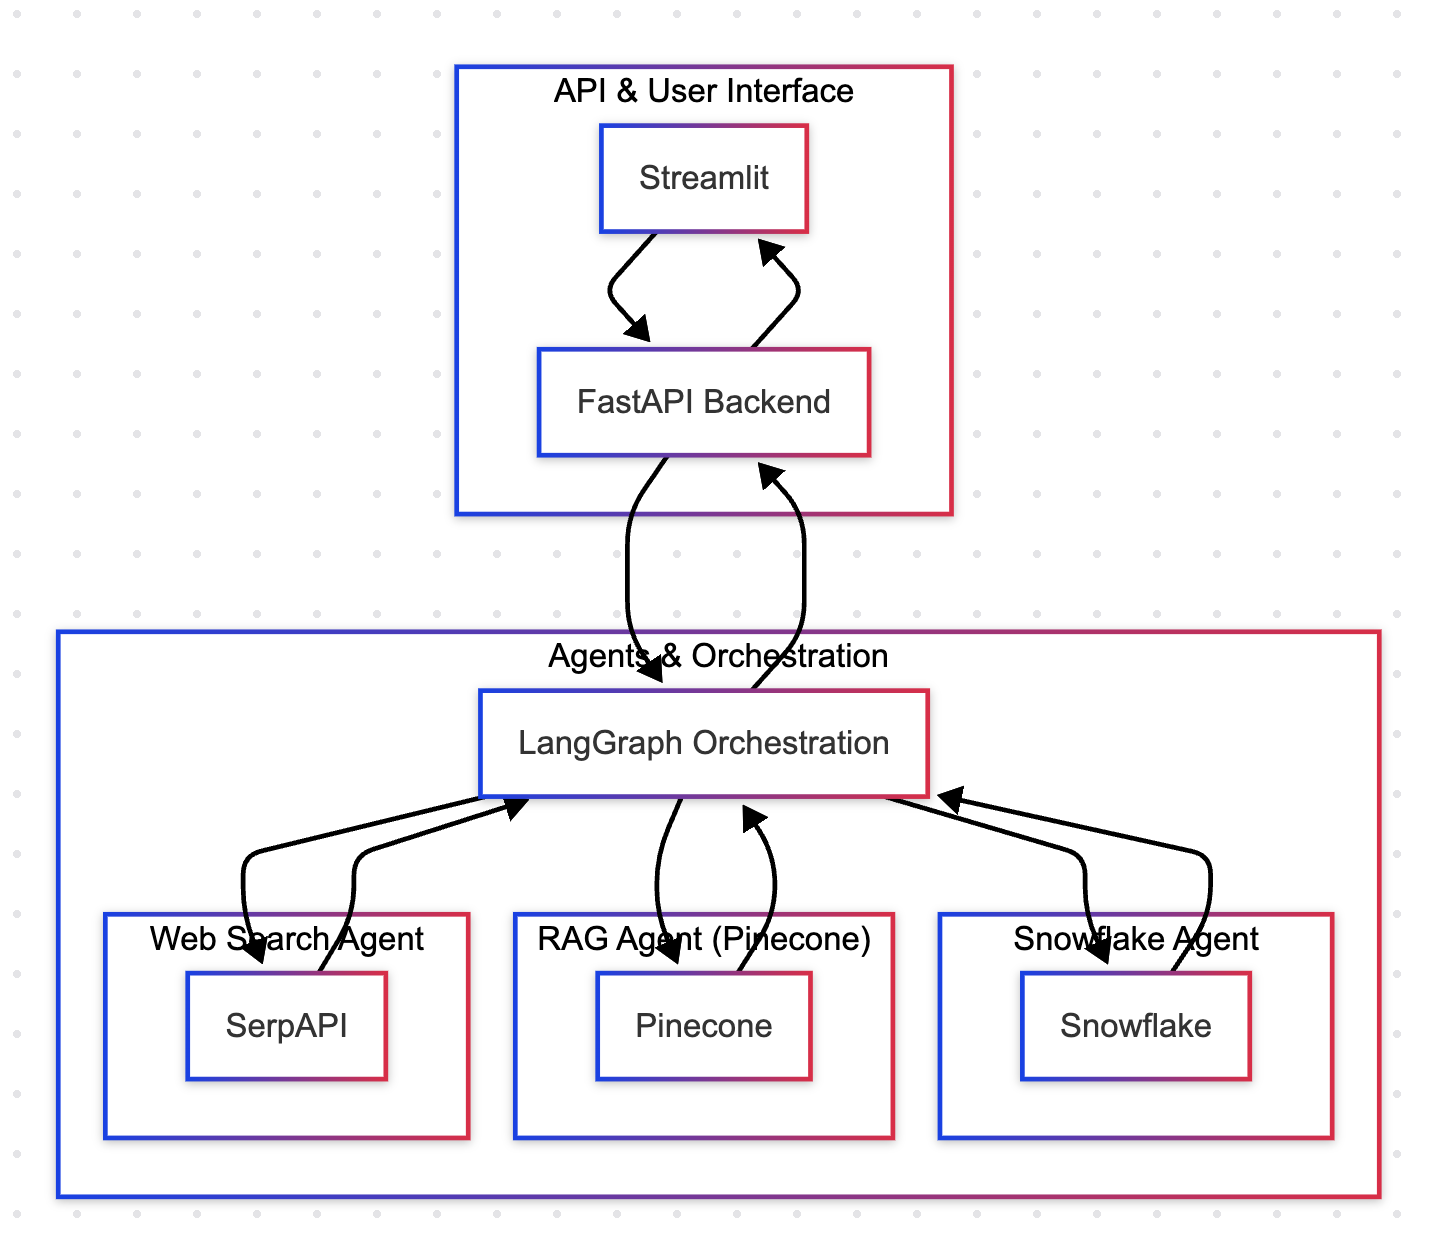 API & User Interface
Streamlit
FastAPI Backend
Agents & Orchestration
LangGraph Orchestration
Web Search Agent
SerpAPI
RAG Agent (Pinecone)
Pinecone
Snowflake Agent
Snowflake